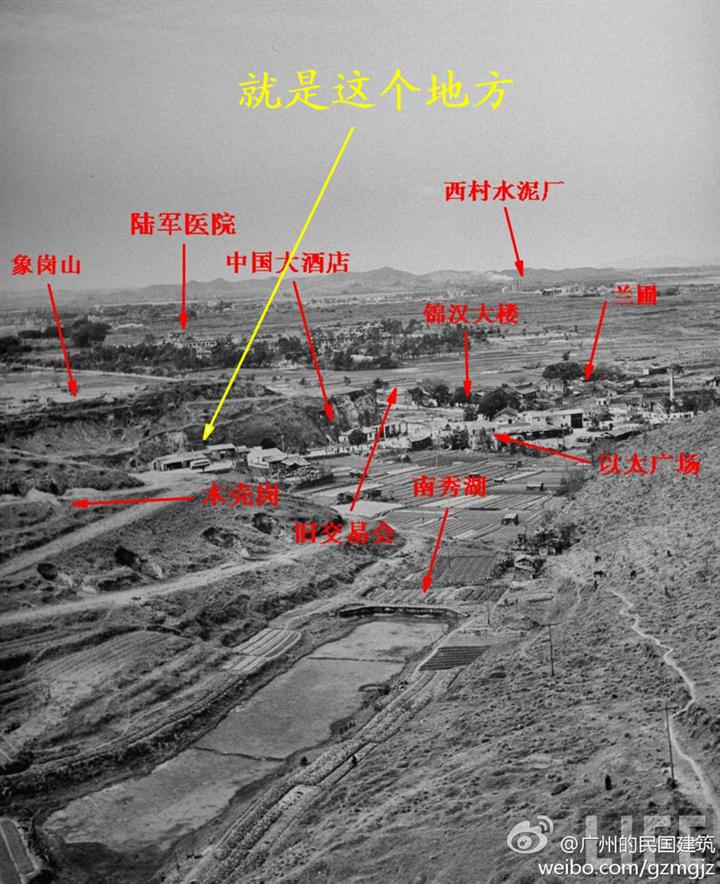 就是这个地方
西村水泥厂
陆军医院
象岗山
中国大酒店
兰圃
锦汉大楼
以太广场
南秀湖
木壳岗
旧交易会
LIFE
@广州的民国建筑
weibo.com/gzmgjz